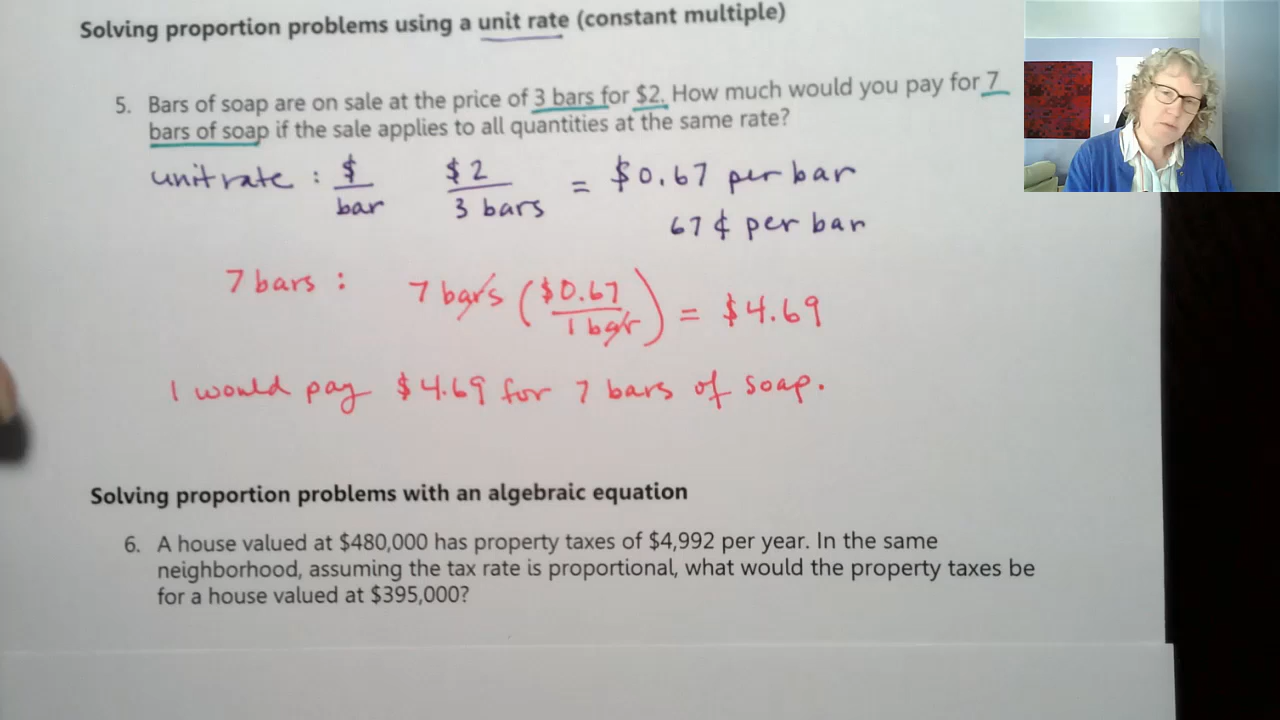 Solving proportion problems using a unit rate (constant multiple)
5. Bars of soap are on sale at the price of 3 bars for $2. How much would you pay for 7
bars of soap if the sale applies to all quantities at the same rate?
unit rate : $ / bar $2 / 3 bars = $0.67 per bar
67¢ per bar
7 bars : 7 bars ($0.67 / 1 bar) = $4.69
I would pay $4.69 for 7 bars of soap.
Solving proportion problems with an algebraic equation
6. A house valued at $480,000 has property taxes of $4,992 per year. In the same
neighborhood, assuming the tax rate is proportional, what would the property taxes be
for a house valued at $395,000?